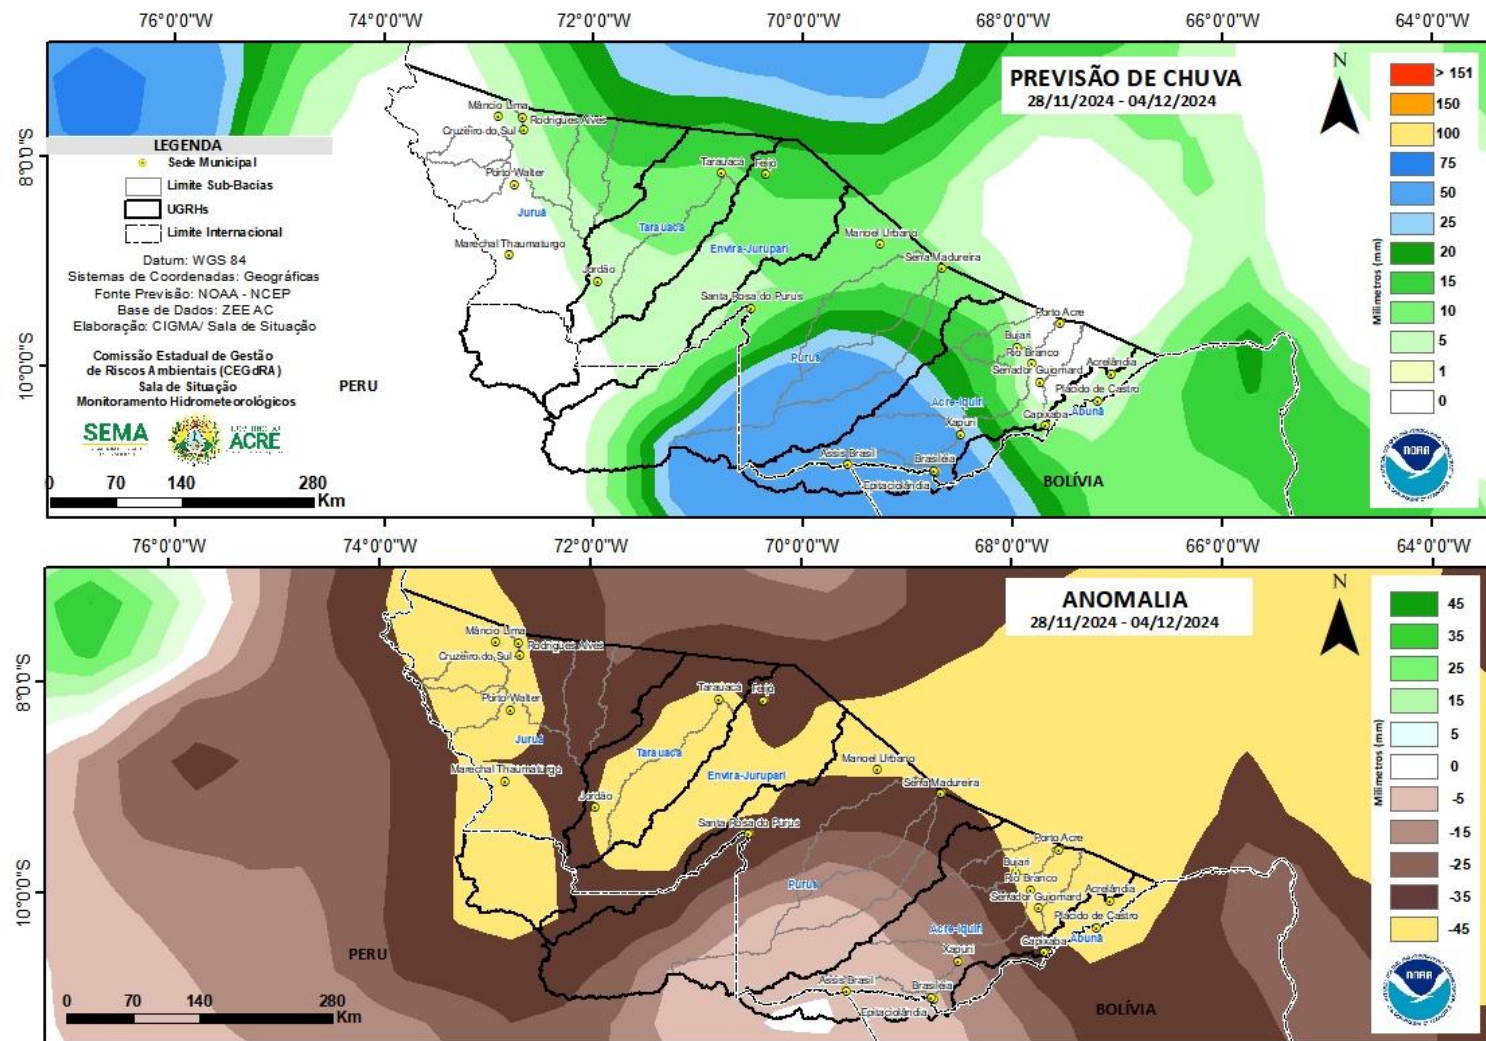 76°0'0"W 74°0'0"W 72°0'0"W 70°0'0"W 68°0'0"W 66°0'0"W 64°0'0"W
PREVISÃO DE CHUVA
28/11/2024 - 04/12/2024
N
> 151
150
100
75
50
25
20
15
10
5
1
0
Milímetros (mm)
NOAA
8°0'0"S
10°0'0"S
LEGENDA
Sede Municipal
Limite Sub-Bacias
UGRHs
Limite Internacional
Datum: WGS 84
Sistemas de Coordenadas: Geográficas
Fonte Previsão: NOAA - NCEP
Base de Dados: ZEE AC
Elaboração: CIGMA/ Sala de Situação
Comissão Estadual de Gestão
de Riscos Ambientais (CEGdRA)
Sala de Situação
Monitoramento Hidrometeorológicos
SEMA
ACRE
0 70 140 280
Km
Mâncio Lima
Rodrigues Alves
Cruzeiro do Sul
Porto Walter
Juruá
Marechal Thaumaturgo
Tarauacá
Feijó
Tarauacá
Envira-Jurupari
Jordão
Manoel Urbano
Sena Madureira
Santa Rosa do Purus
Purus
Porto Acre
Bujari
Rio Branco
Senador Guiomard
Acrelândia
Plácido de Castro
Acre-Iquiri
Capixaba
Abunã
Xapuri
Assis Brasil
Brasiléia
Epitaciolândia
PERU
BOLÍVIA
76°0'0"W 74°0'0"W 72°0'0"W 70°0'0"W 68°0'0"W 66°0'0"W 64°0'0"W
ANOMALIA
28/11/2024 - 04/12/2024
N
45
35
25
15
5
0
-5
-15
-25
-35
-45
Milímetros (mm)
NOAA
8°0'0"S
10°0'0"S
Mâncio Lima
Rodrigues Alves
Cruzeiro do Sul
Porto Walter
Juruá
Marechal Thaumaturgo
Tarauacá
Feijó
Tarauacá
Envira-Jurupari
Jordão
Manoel Urbano
Sena Madureira
Santa Rosa do Purus
Purus
Porto Acre
Bujari
Rio Branco
Senador Guiomard
Acrelândia
Plácido de Castro
Acre-Iquiri
Capixaba
Abunã
Xapuri
Assis Brasil
Brasiléia
Epitaciolândia
PERU
BOLÍVIA
0 70 140 280
Km